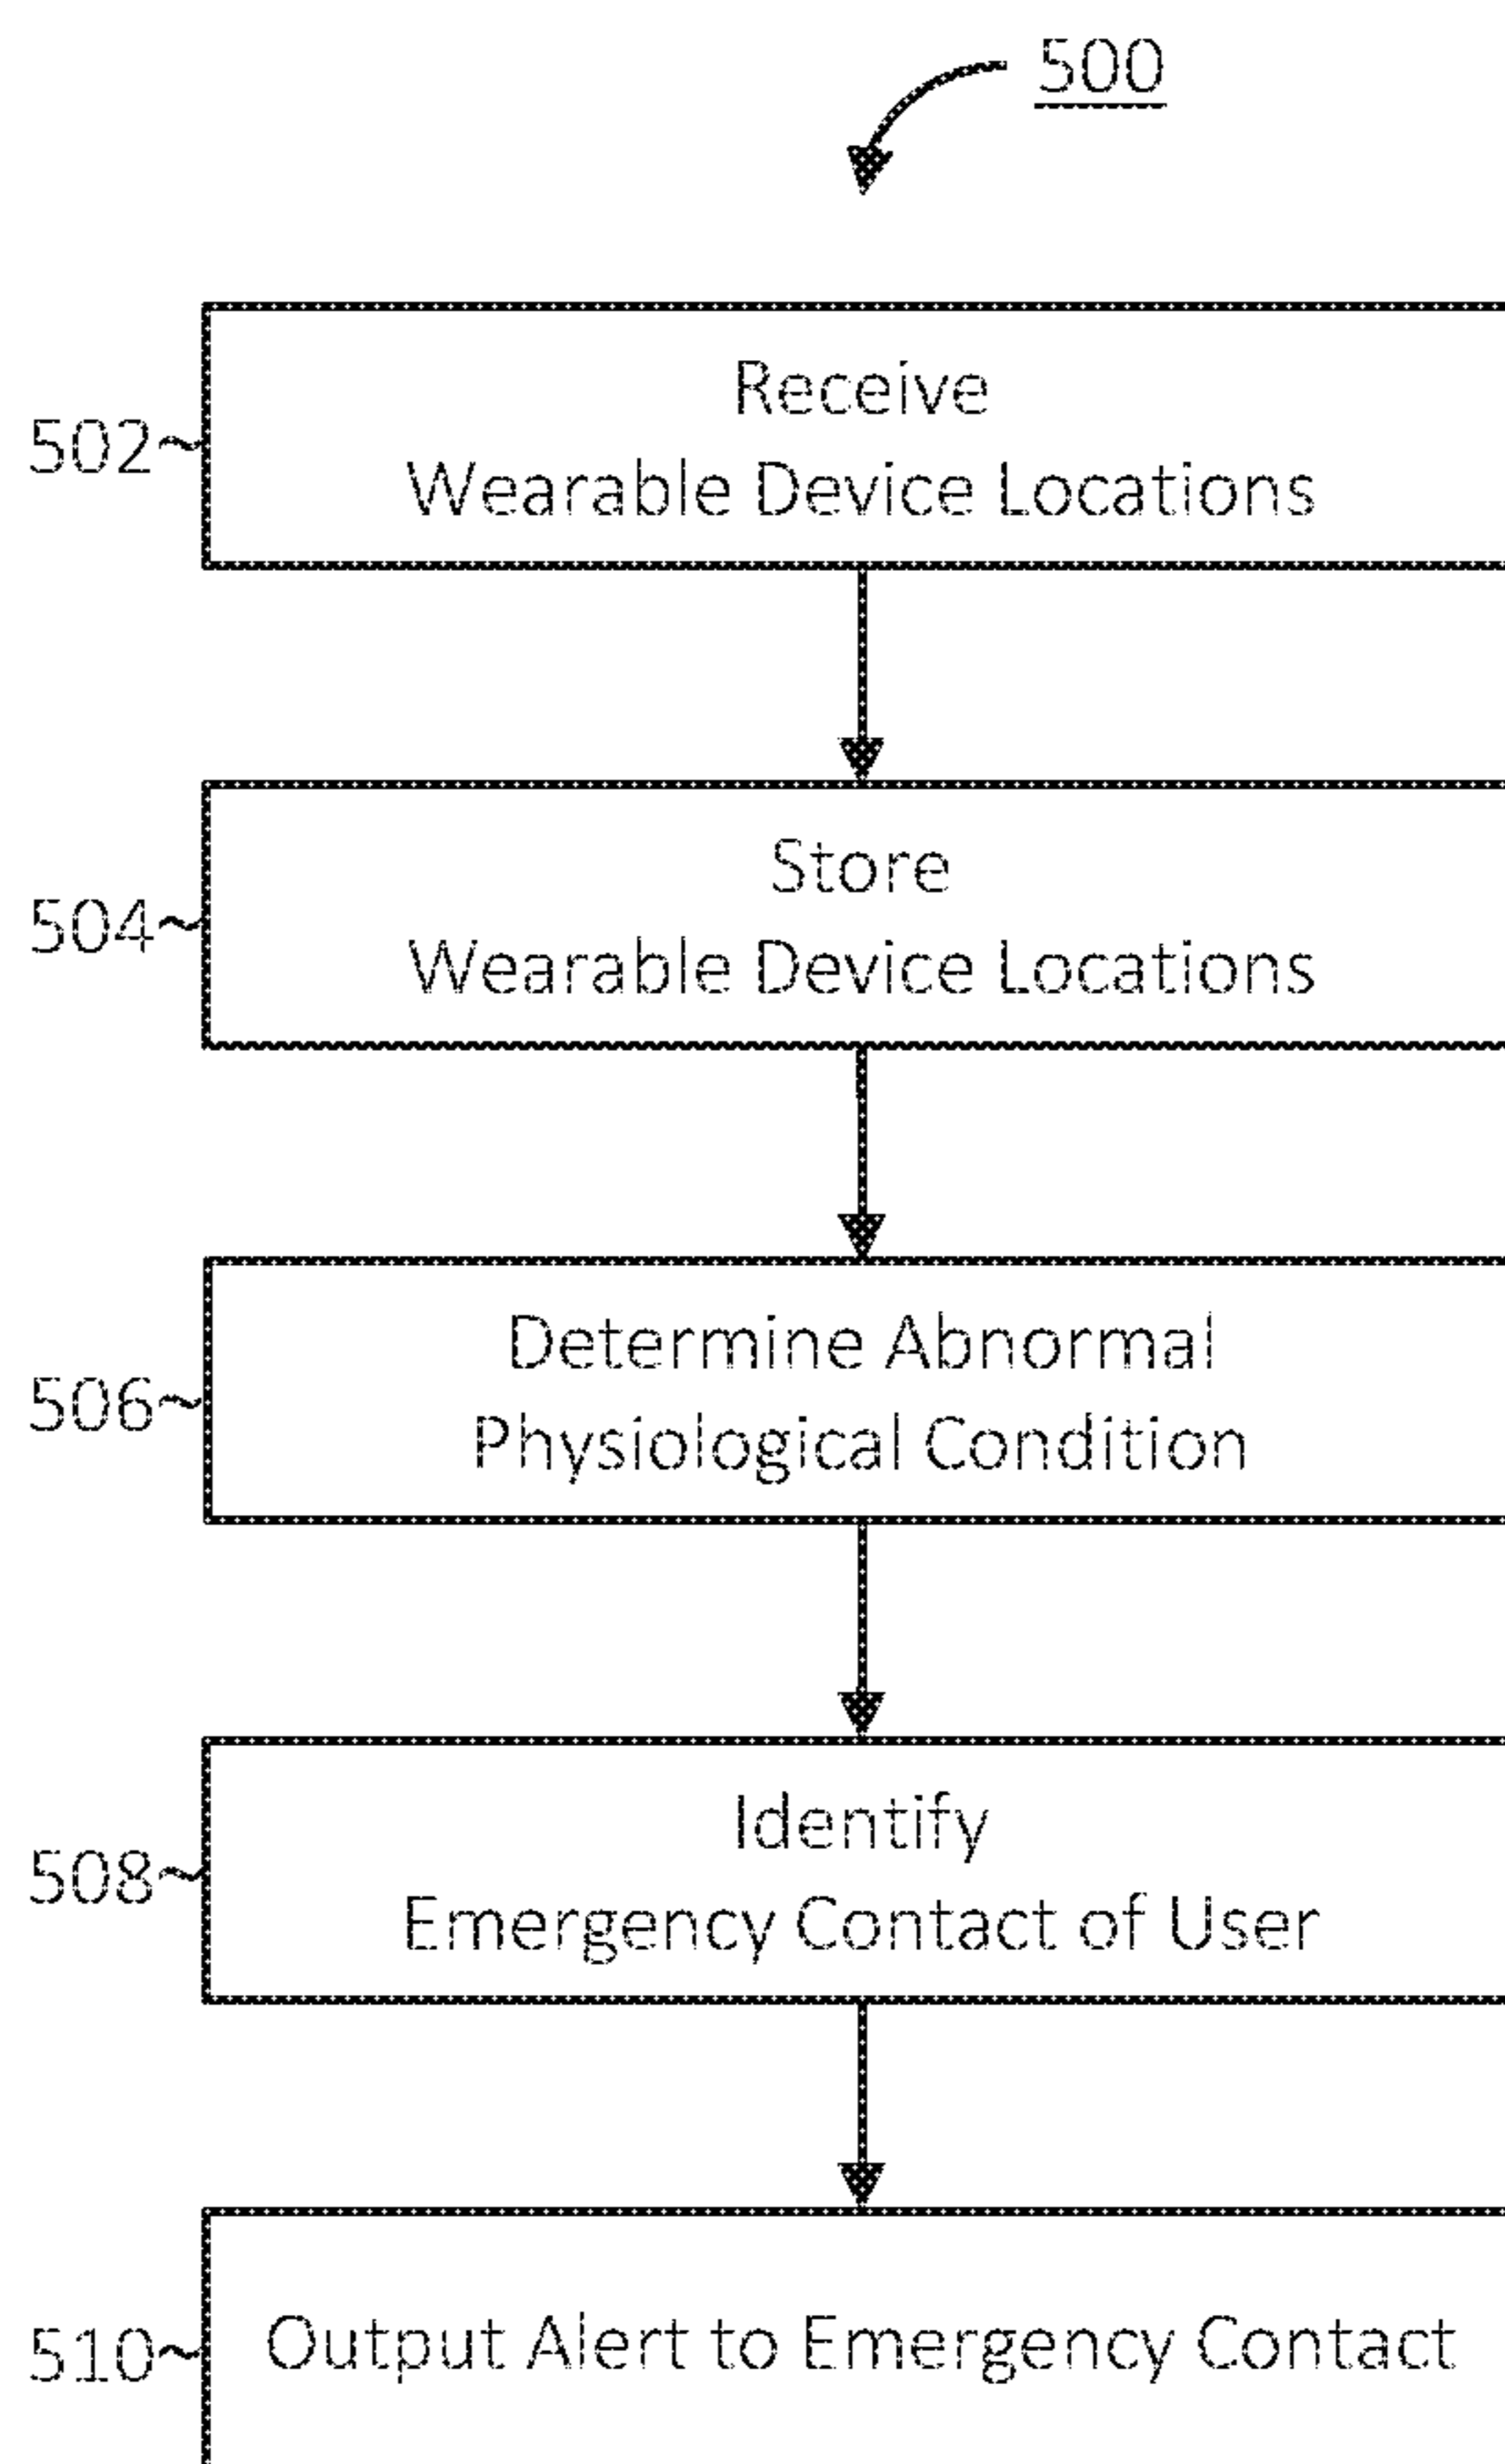 500
Receive
502~
Wearable Device Locations
Store
504~
Wearable Device Locations
Determine Abnormal
506~
Physiological Condition
Identify
508~
Emergency Contact of User
510~
Output Alert to Emergency Contact